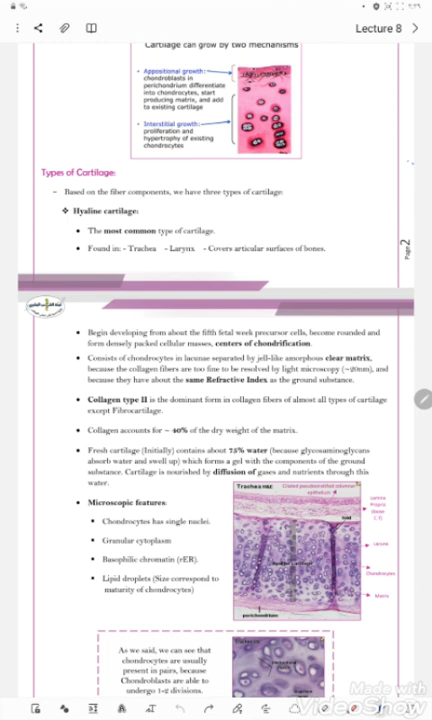 Lecture 8
Cartilage can grow by two mechanisms
Appositional growth:
chondroblasts in
perichondrium differentiate
into chondrocytes, start
producing matrix, and add
to existing cartilage
Interstitial growth:
proliferation and
hypertrophy of existing
chondrocytes
Types of Cartilage:
- Based on the fiber components, we have three types of cartilage:
❖ Hyaline cartilage:
• The most common type of cartilage.
• Found in: - Trachea - Larynx - Covers articular surfaces of bones.
Page 2
• Begin developing from about the fifth fetal week precursor cells, become rounded and
form densely packed cellular masses, centers of chondrification.
• Consists of chondrocytes in lacunae separated by jell-like amorphous clear matrix,
because the collagen fibers are too fine to be resolved by light microscopy (~20nm), and
because they have about the same Refractive Index as the ground substance.
• Collagen type II is the dominant form in collagen fibers of almost all types of cartilage
except Fibrocartilage.
• Collagen accounts for ~ 40% of the dry weight of the matrix.
• Fresh cartilage (Initially) contains about 75% water (because glycosaminoglycans
absorb water and swell up) which forms a gel with the components of the ground
substance. Cartilage is nourished by diffusion of gases and nutrients through this
water.
• Microscopic features:
▪ Chondrocytes has single nuclei.
▪ Granular cytoplasm
▪ Basophilic chromatin (rER).
▪ Lipid droplets (Size correspond to
maturity of chondrocytes)
Trachea
Ciliated pseudostratified columnar
epithelium
Lamina
Propria
Lacuna
Chondrocytes
Matrix
perichondrium
As we said, we can see that
chondrocytes are usually
present in pairs, because
Chondroblasts are able to
undergo 1-2 divisions.
Made with
VivaVideo